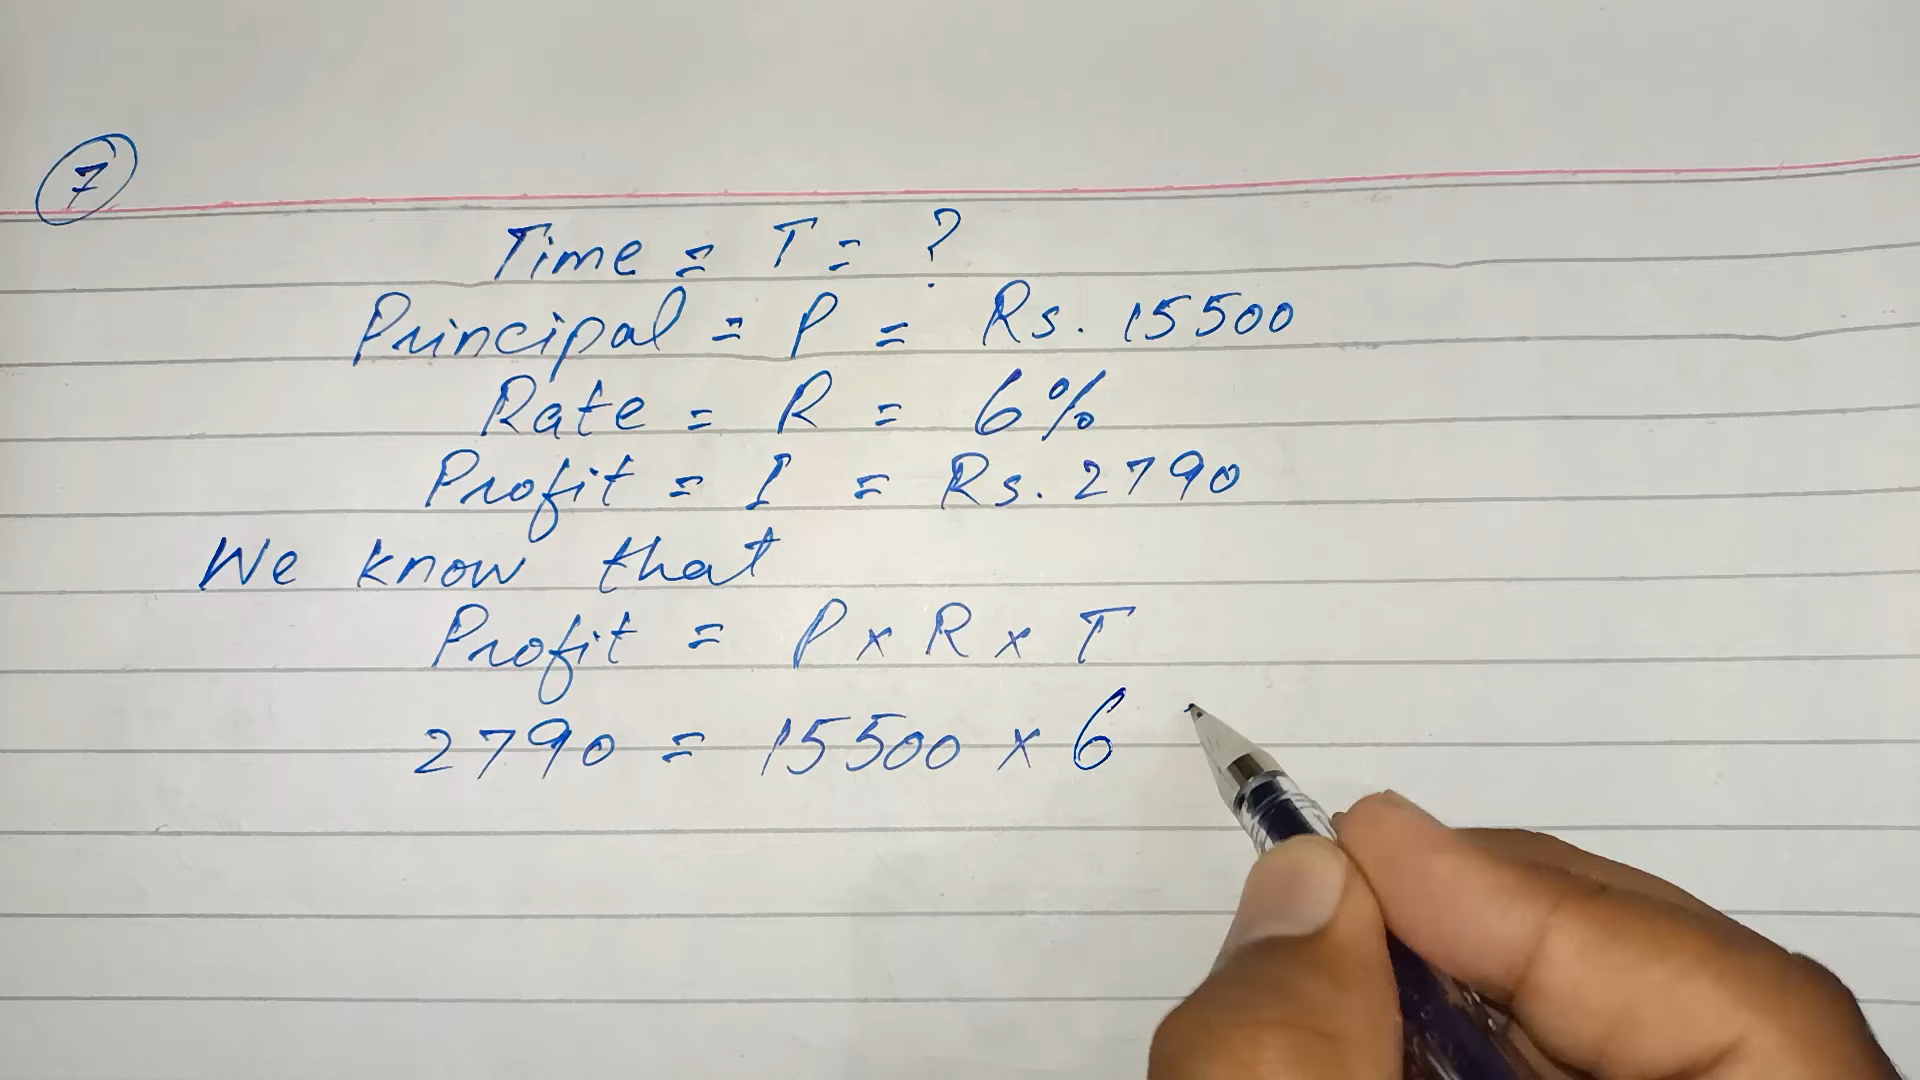 7
Time = T = ?
Principal = P = Rs. 15500
Rate = R = 6%
Profit = I = Rs. 2790
We know that
Profit = P x R x T
2790 = 15500 x 6